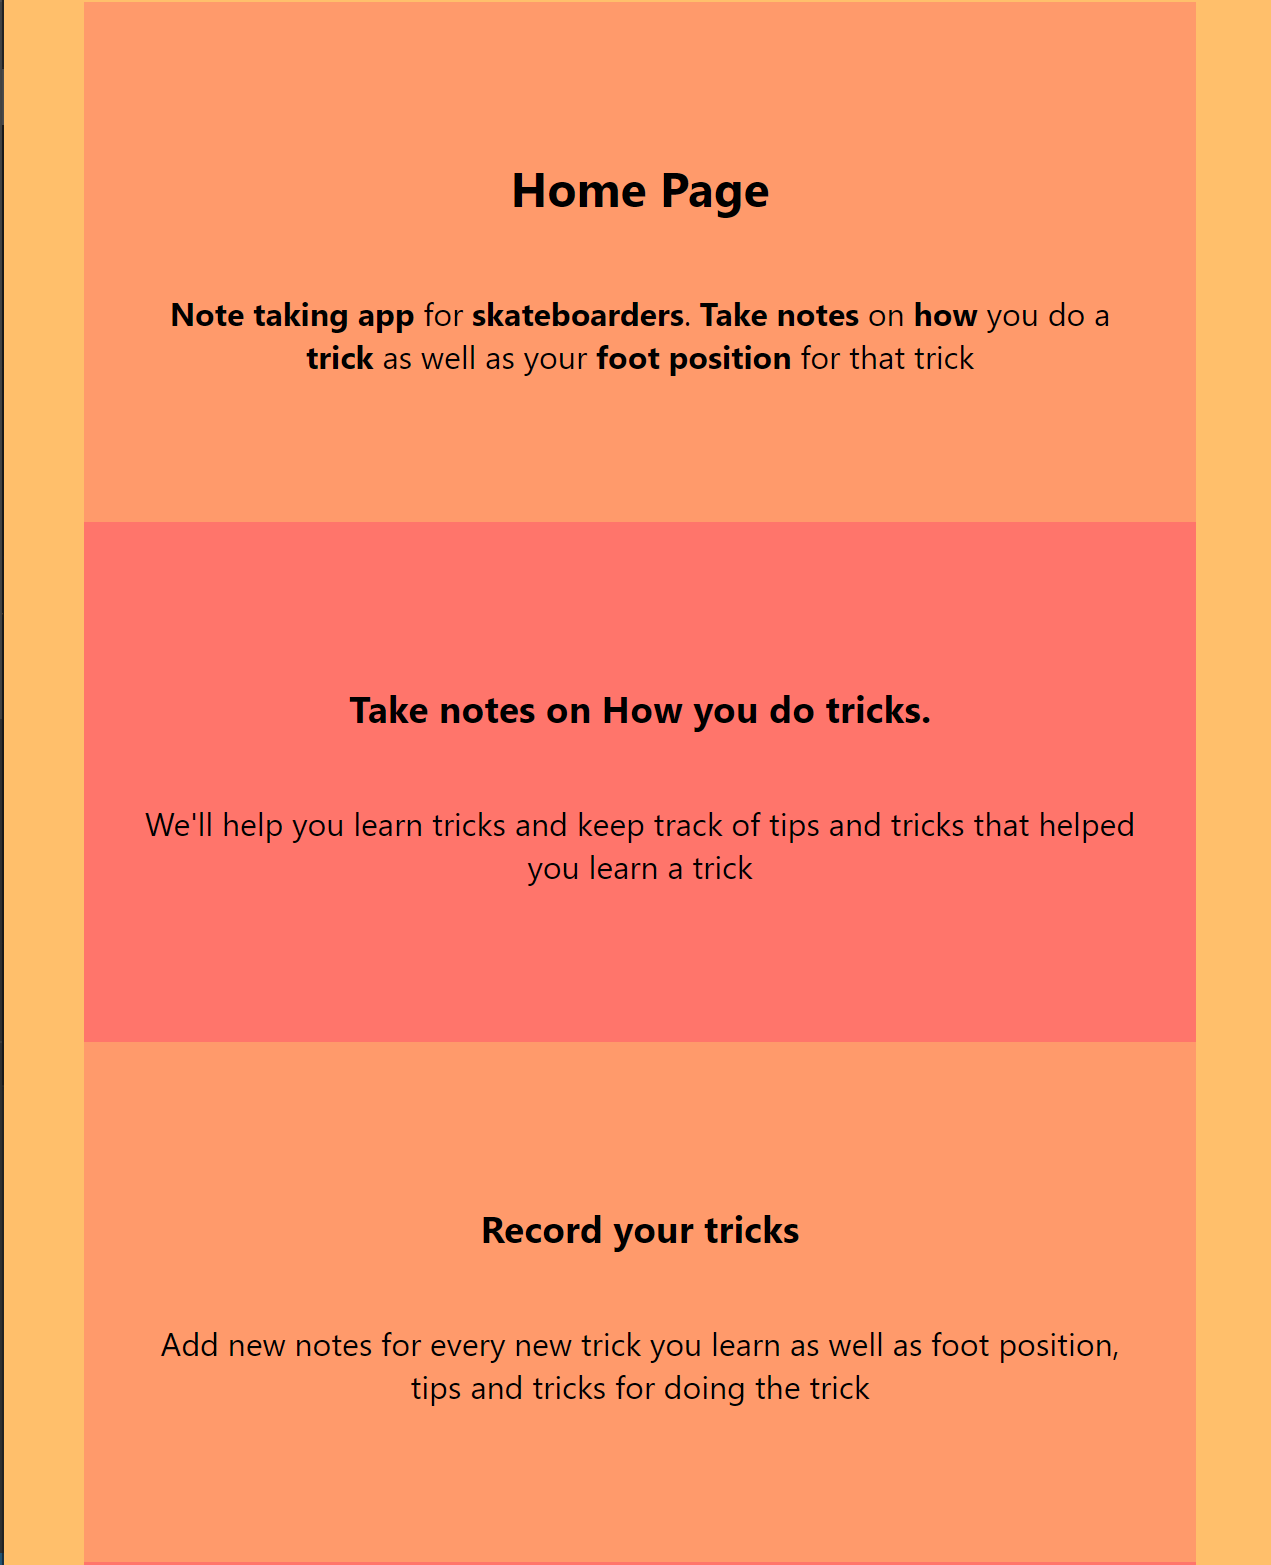 Home Page
Note taking app for skateboarders. Take notes on how you do a
trick as well as your foot position for that trick
Take notes on How you do tricks.
We'll help you learn tricks and keep track of tips and tricks that helped
you learn a trick
Record your tricks
Add new notes for every new trick you learn as well as foot position,
tips and tricks for doing the trick